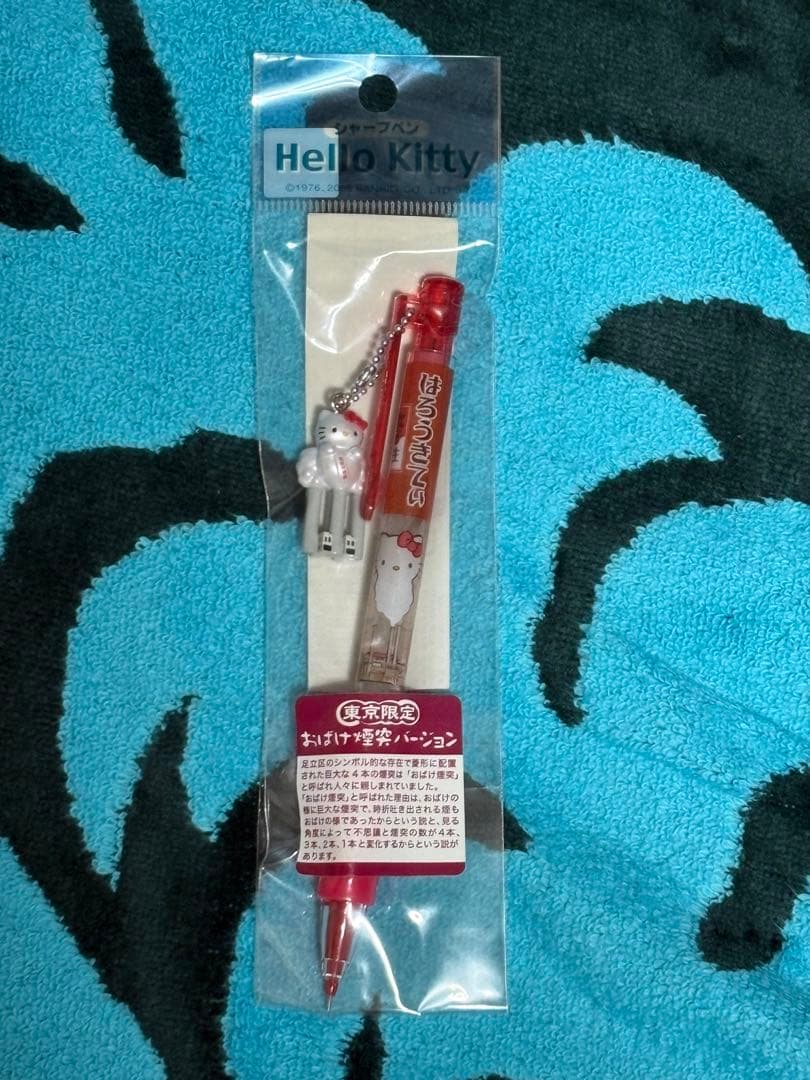 シャープペン
Hello Kitty
©1976, 20 SANRIO CO., LTD.
はろうきてぃ
東京限定
おばけ煙突バージョン
足立区のシンボル的な存在で菱形に配置
された巨大な4本の煙突は「おばけ煙突」
と呼ばれ人々に親しまれていました。
「おばけ煙突」と呼ばれた理由は、おばけの
様に巨大な煙突で、時折吐き出される煙も
おばけの様であったからという説と、見る
角度によって不思議と煙突の数が4本、
3本、2本、1本と変化するからという説が
あります。